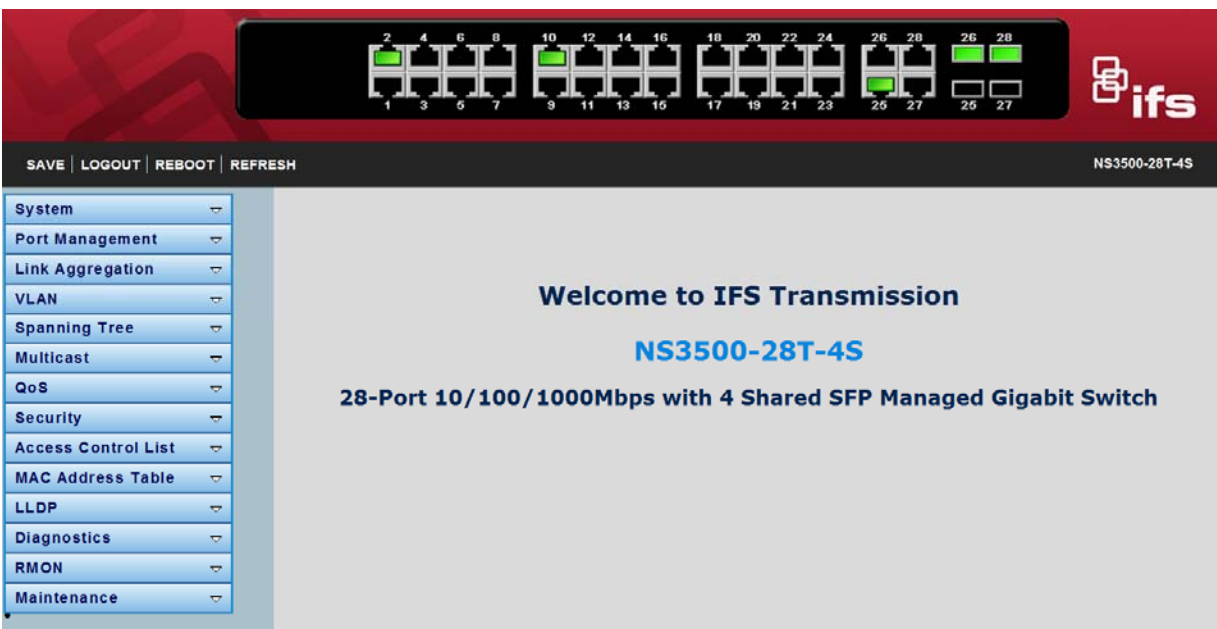 2 4 6 8 10 12 14 16 18 20 22 24 26 28 26 28
1 3 5 7 9 11 13 15 17 19 21 23 25 27 25 27
ifs
SAVE | LOGOUT | REBOOT | REFRESH NS3500-28T-4S
System
Port Management
Link Aggregation
VLAN
Spanning Tree
Multicast
QoS
Security
Access Control List
MAC Address Table
LLDP
Diagnostics
RMON
Maintenance
Welcome to IFS Transmission
NS3500-28T-4S
28-Port 10/100/1000Mbps with 4 Shared SFP Managed Gigabit Switch